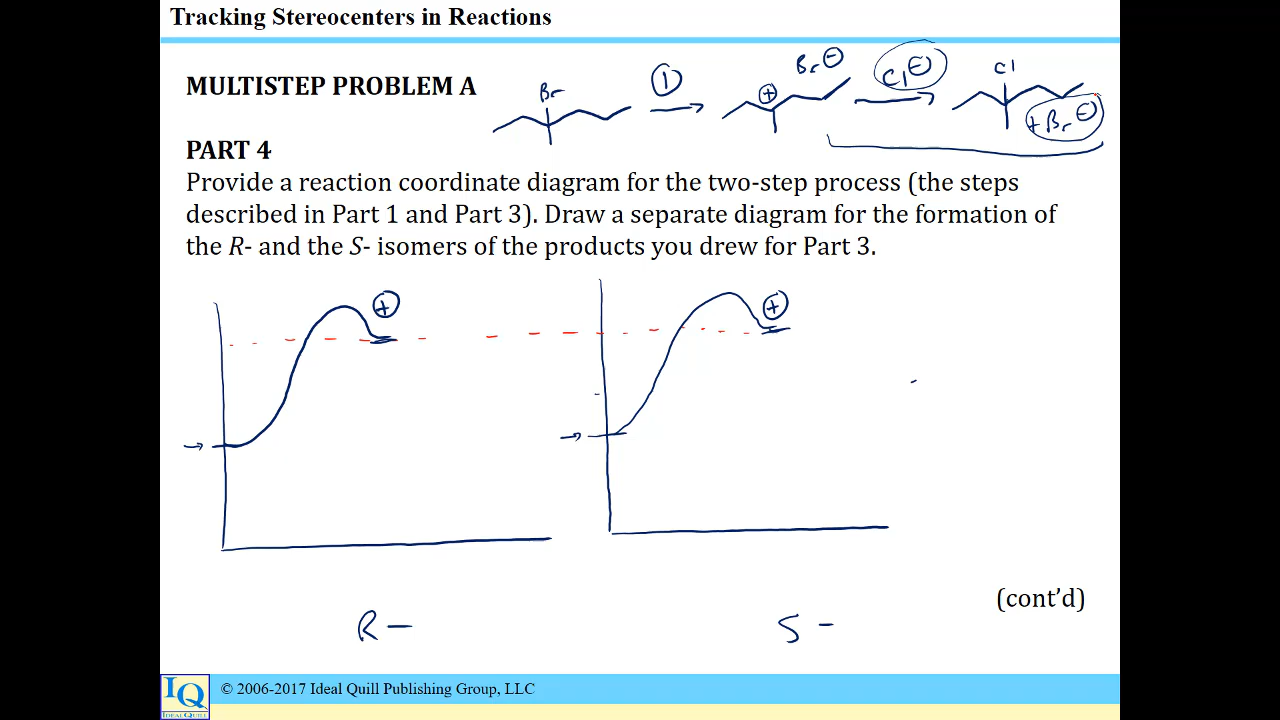 Tracking Stereocenters in Reactions
MULTISTEP PROBLEM A
Br
1
+
Br −
Cl −
Cl
+ Br −
PART 4
Provide a reaction coordinate diagram for the two-step process (the steps
described in Part 1 and Part 3). Draw a separate diagram for the formation of
the R- and the S- isomers of the products you drew for Part 3.
+
+
(cont'd)
R –
S –
IQ
IDEAL QUILL
© 2006-2017 Ideal Quill Publishing Group, LLC